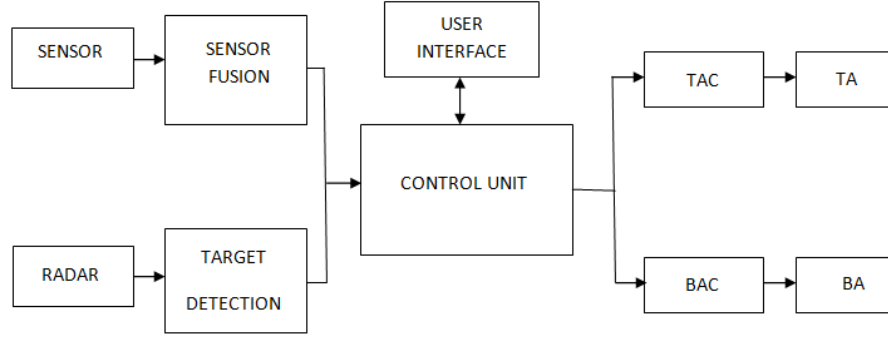 SENSOR
SENSOR
FUSION
USER
INTERFACE
TAC
TA
CONTROL UNIT
RADAR
TARGET
DETECTION
BAC
BA